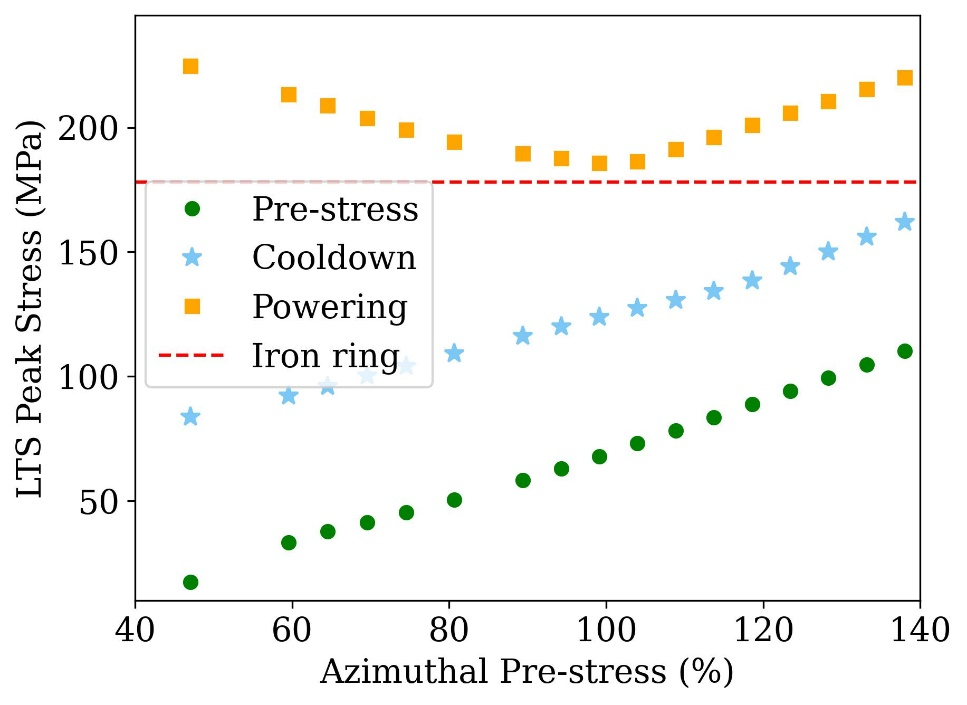 LTS Peak Stress (MPa)
200
150
100
50
Pre-stress
Cooldown
Powering
Iron ring
40 60 80 100 120 140
Azimuthal Pre-stress (%)